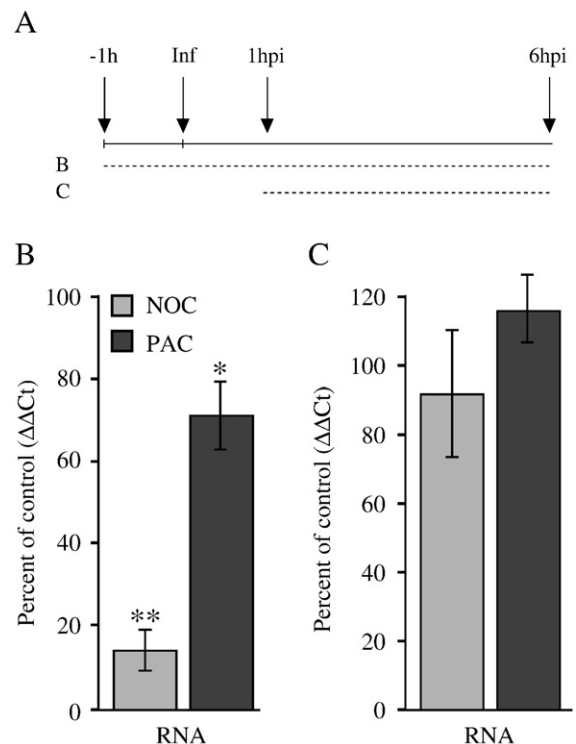 A
-1h Inf 1hpi 6hpi
B
C
B
C
Percent of control (ΔΔCt)
100
80
60
40
20
0
NOC
PAC
*
**
RNA
Percent of control (ΔΔCt)
120
100
80
60
40
20
0
RNA